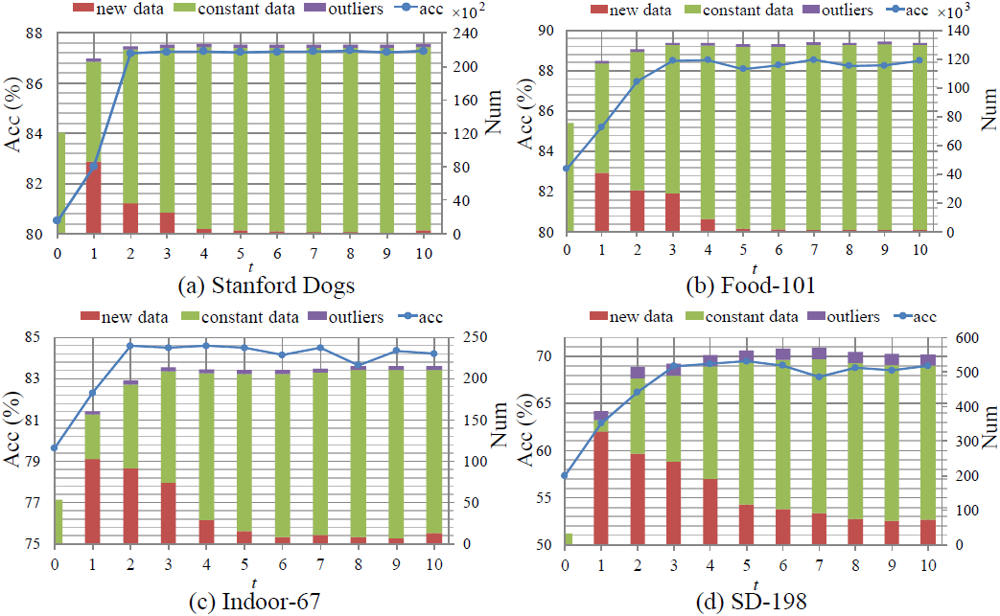 new data constant data outliers acc
×10²
88 240
86 200
160
84 120
82 80
40
80 0
0 1 2 3 4 5 6 7 8 9 10
t
Acc (%)
Num
(a) Stanford Dogs
new data constant data outliers acc
×10³
90 140
120
88 100
86 80
84 60
40
82 20
80 0
0 1 2 3 4 5 6 7 8 9 10
t
Acc (%)
Num
(b) Food-101
new data constant data outliers acc
85 250
83 200
81 150
79 100
77 50
75 0
0 1 2 3 4 5 6 7 8 9 10
t
Acc (%)
Num
(c) Indoor-67
new data constant data outliers acc
600
70 500
65 400
60 300
200
55 100
50 0
0 1 2 3 4 5 6 7 8 9 10
t
Acc (%)
Num
(d) SD-198